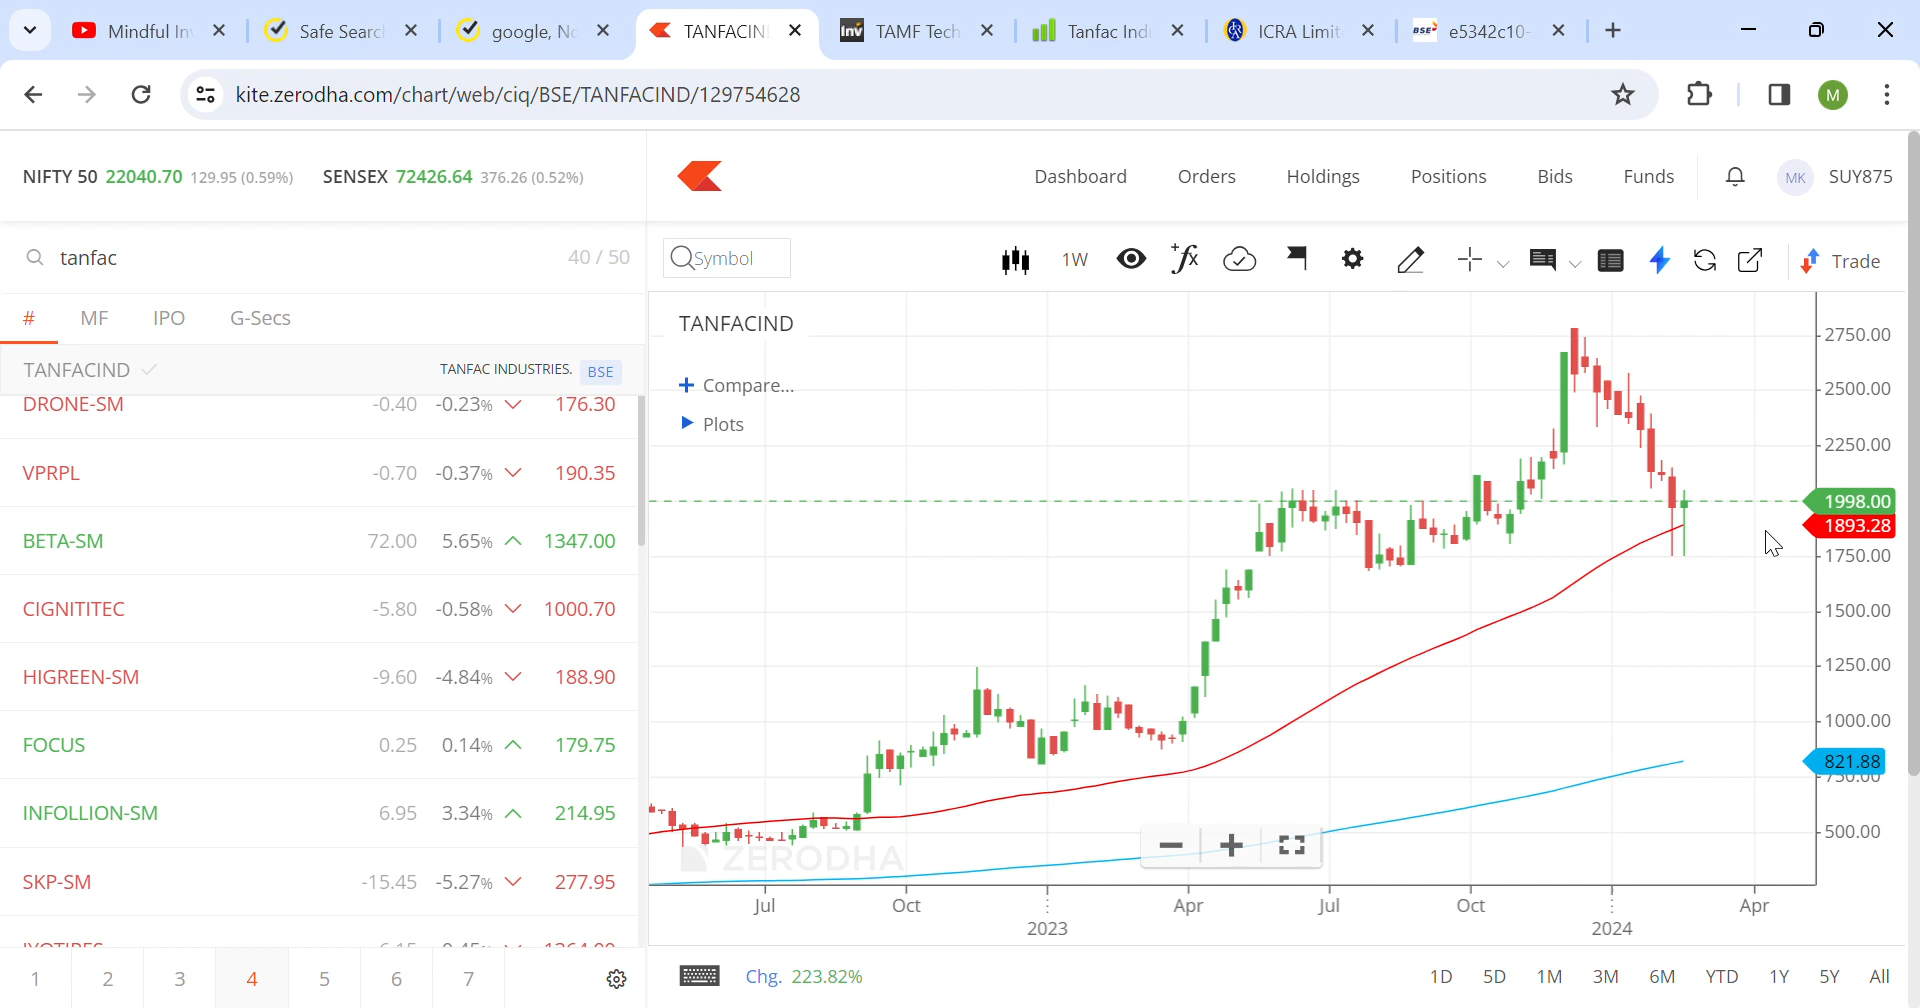 Mindful In
Safe Searc
google, No
TANFACIN
TAMF Tech
Tanfac Ind
ICRA Limit
BSE
e5342c10-
kite.zerodha.com/chart/web/ciq/BSE/TANFACIND/129754628
M
NIFTY 50 22040.70 129.95 (0.59%) SENSEX 72426.64 376.26 (0.52%)
Dashboard Orders Holdings Positions Bids Funds MK SUY875
tanfac 40 / 50
Symbol 1W Trade
# MF IPO G-Secs
TANFACIND TANFAC INDUSTRIES. BSE
DRONE-SM -0.40 -0.23% 176.30
VPRPL -0.70 -0.37% 190.35
BETA-SM 72.00 5.65% 1347.00
CIGNITITEC -5.80 -0.58% 1000.70
HIGREEN-SM -9.60 -4.84% 188.90
FOCUS 0.25 0.14% 179.75
INFOLLION-SM 6.95 3.34% 214.95
SKP-SM -15.45 -5.27% 277.95
1 2 3 4 5 6 7
TANFACIND
+ Compare...
Plots
2750.00
2500.00
2250.00
1998.00
1893.28
1750.00
1500.00
1250.00
1000.00
821.88
750.00
500.00
ZERODHA
Jul Oct Apr Jul Oct Apr
2023 2024
Chg. 223.82%
1D 5D 1M 3M 6M YTD 1Y 5Y All